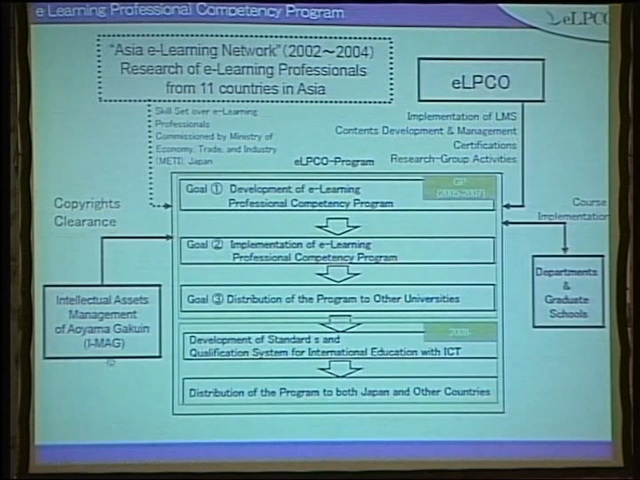 e Learning Professional Competency Program
eLPCO
"Asia e-Learning Network"(2002～2004)
Research of e-Learning Professionals
from 11 countries in Asia
eLPCO
Skill Set over e-Learning
Professionals
Commissioned by Ministry of
Economy, Trade, and Industry
(METI), Japan
Implementation of LMS
Contents Development & Management
Certifications
Research-Group Activities
eLPCO-Program
Goal ① Development of e-Learning
Professional Competency Program
GP
(2005-2007)
Copyrights
Clearance
Course
Implementation
Goal ② Implementation of e-Learning
Professional Competency Program
Goal ③ Distribution of the Program to Other Universities
Intellectual Assets
Management
of Aoyama Gakuin
(I-MAG)
Departments
&
Graduate
Schools
Development of Standard s and
Qualification System for International Education with ICT
Distribution of the Program to both Japan and Other Countries